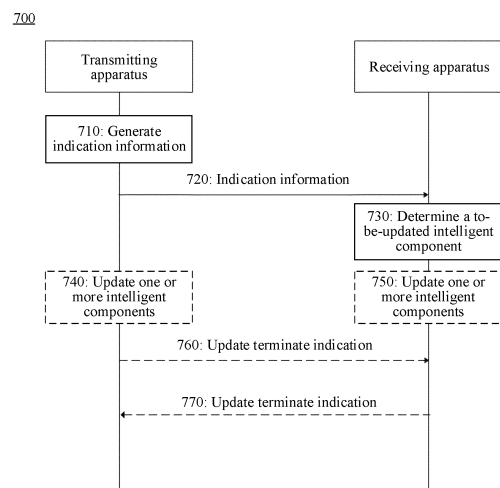 700
Transmitting
apparatus
Receiving apparatus
710: Generate
indication information
720: Indication information
730: Determine a to-
be-updated intelligent
component
740: Update one or
more intelligent
components
750: Update one or
more intelligent
components
760: Update terminate indication
770: Update terminate indication